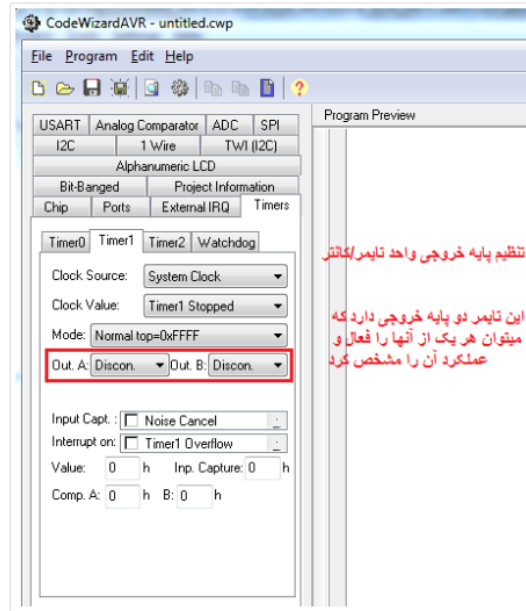 CodeWizardAVR - untitled.cwp
File Program Edit Help
USART Analog Comparator ADC SPI
I2C 1 Wire TWI (I2C)
Alphanumeric LCD
Bit-Banged Project Information
Chip Ports External IRQ Timers
Timer0 Timer1 Timer2 Watchdog
Clock Source: System Clock
Clock Value: Timer1 Stopped
Mode: Normal top=0xFFFF
Out. A: Discon. Out. B: Discon.
Input Capt. : Noise Cancel
Interrupt on: Timer1 Overflow
Value: 0 h Inp. Capture: 0 h
Comp. A: 0 h B: 0 h
Program Preview
تنظیم پایه خروجی واحد تایمر/کانتر
این تایمر دو پایه خروجی دارد که
میتوان هر یک از آنها را فعال و
عملکرد آن را مشخص کرد